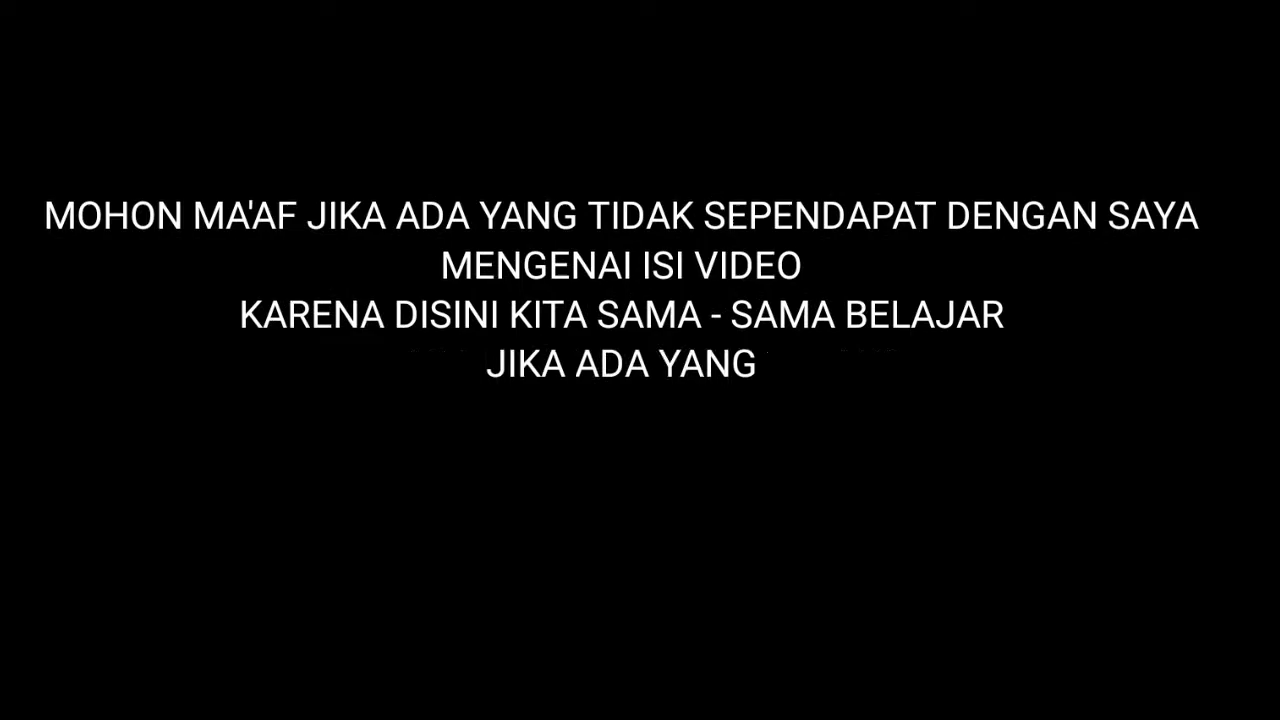 MOHON MA'AF JIKA ADA YANG TIDAK SEPENDAPAT DENGAN SAYA
MENGENAI ISI VIDEO
KARENA DISINI KITA SAMA - SAMA BELAJAR
JIKA ADA YANG